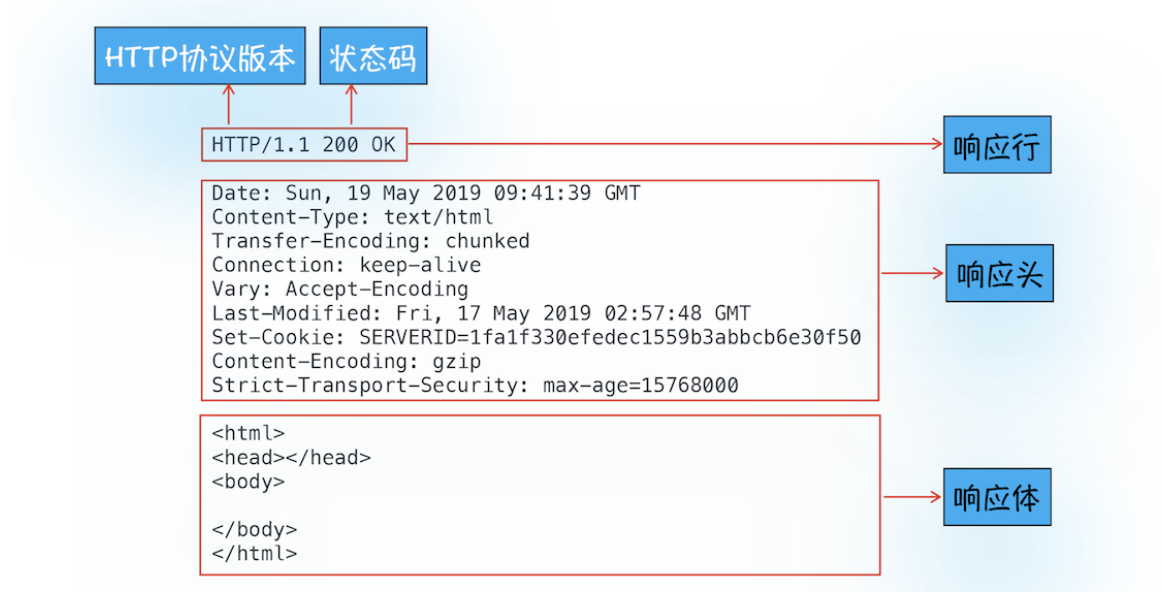 HTTP协议版本 状态码
HTTP/1.1 200 OK
响应行
Date: Sun, 19 May 2019 09:41:39 GMT
Content-Type: text/html
Transfer-Encoding: chunked
Connection: keep-alive
Vary: Accept-Encoding
Last-Modified: Fri, 17 May 2019 02:57:48 GMT
Set-Cookie: SERVERID=1fa1f330efedec1559b3abbcb6e30f50
Content-Encoding: gzip
Strict-Transport-Security: max-age=15768000
响应头
<html>
<head></head>
<body>
</body>
</html>
响应体